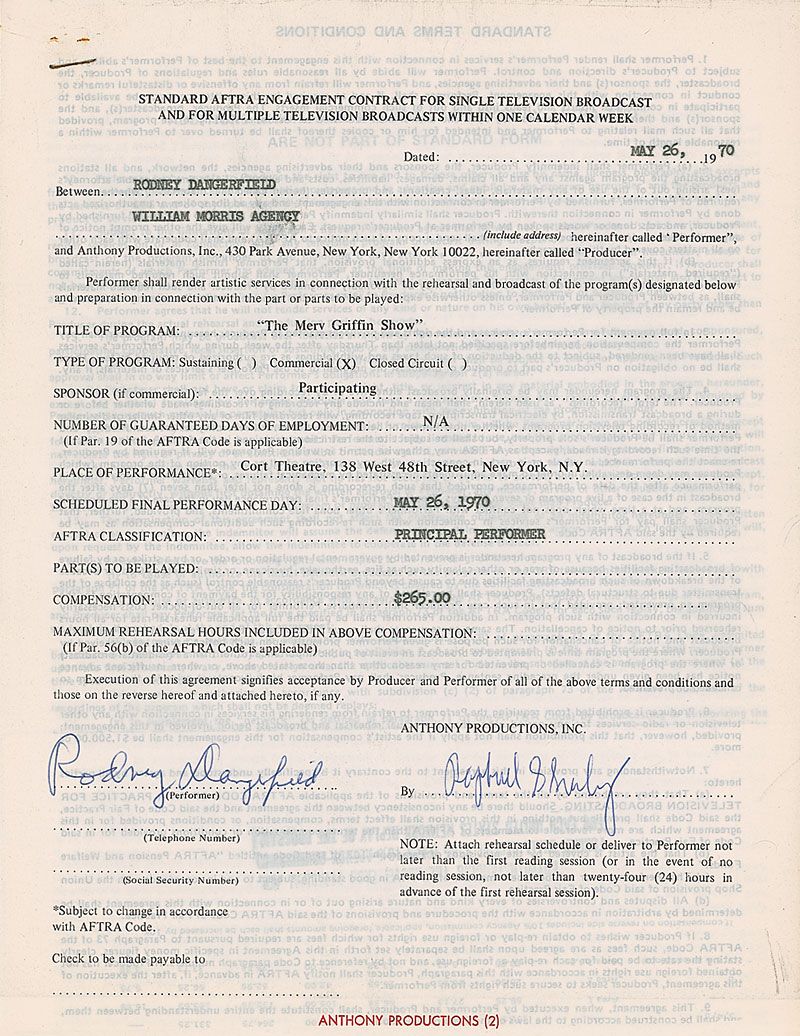 STANDARD AFTRA ENGAGEMENT CONTRACT FOR SINGLE TELEVISION BROADCAST
AND FOR MULTIPLE TELEVISION BROADCASTS WITHIN ONE CALENDAR WEEK
Dated: MAY 26, 1970
Between RODNEY DANGERFIELD
WILLIAM MORRIS AGENCY
(include address) hereinafter called "Performer",
and Anthony Productions, Inc., 430 Park Avenue, New York, New York 10022, hereinafter called "Producer".
Performer shall render artistic services in connection with the rehearsal and broadcast of the program(s) designated below
and preparation in connection with the part or parts to be played:
TITLE OF PROGRAM: "The Merv Griffin Show"
TYPE OF PROGRAM: Sustaining ( ) Commercial (X) Closed Circuit ( )
SPONSOR (if commercial): Participating
NUMBER OF GUARANTEED DAYS OF EMPLOYMENT: N/A
(If Par. 19 of the AFTRA Code is applicable)
PLACE OF PERFORMANCE*: Cort Theatre, 138 West 48th Street, New York, N.Y.
SCHEDULED FINAL PERFORMANCE DAY: MAY 26, 1970
AFTRA CLASSIFICATION: PRINCIPAL PERFORMER
PART(S) TO BE PLAYED:
COMPENSATION: $265.00
MAXIMUM REHEARSAL HOURS INCLUDED IN ABOVE COMPENSATION:
(If Par. 56(b) of the AFTRA Code is applicable)
Execution of this agreement signifies acceptance by Producer and Performer of all of the above terms and conditions and
those on the reverse hereof and attached hereto, if any.
ANTHONY PRODUCTIONS, INC.
Rodney Dangerfield
(Performer)
By
(Telephone Number)
(Social Security Number)
NOTE: Attach rehearsal schedule or deliver to Performer not
later than the first reading session (or in the event of no
reading session, not later than twenty-four (24) hours in
advance of the first rehearsal session).
*Subject to change in accordance
with AFTRA Code.
Check to be made payable to
ANTHONY PRODUCTIONS (2)